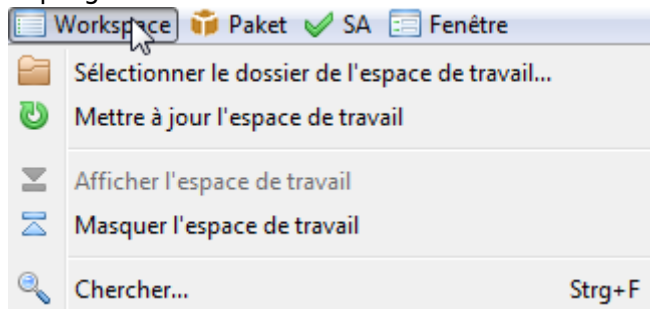 Workspace Paket SA Fenêtre
Sélectionner le dossier de l'espace de travail...
Mettre à jour l'espace de travail
Afficher l'espace de travail
Masquer l'espace de travail
Chercher... Strg+F